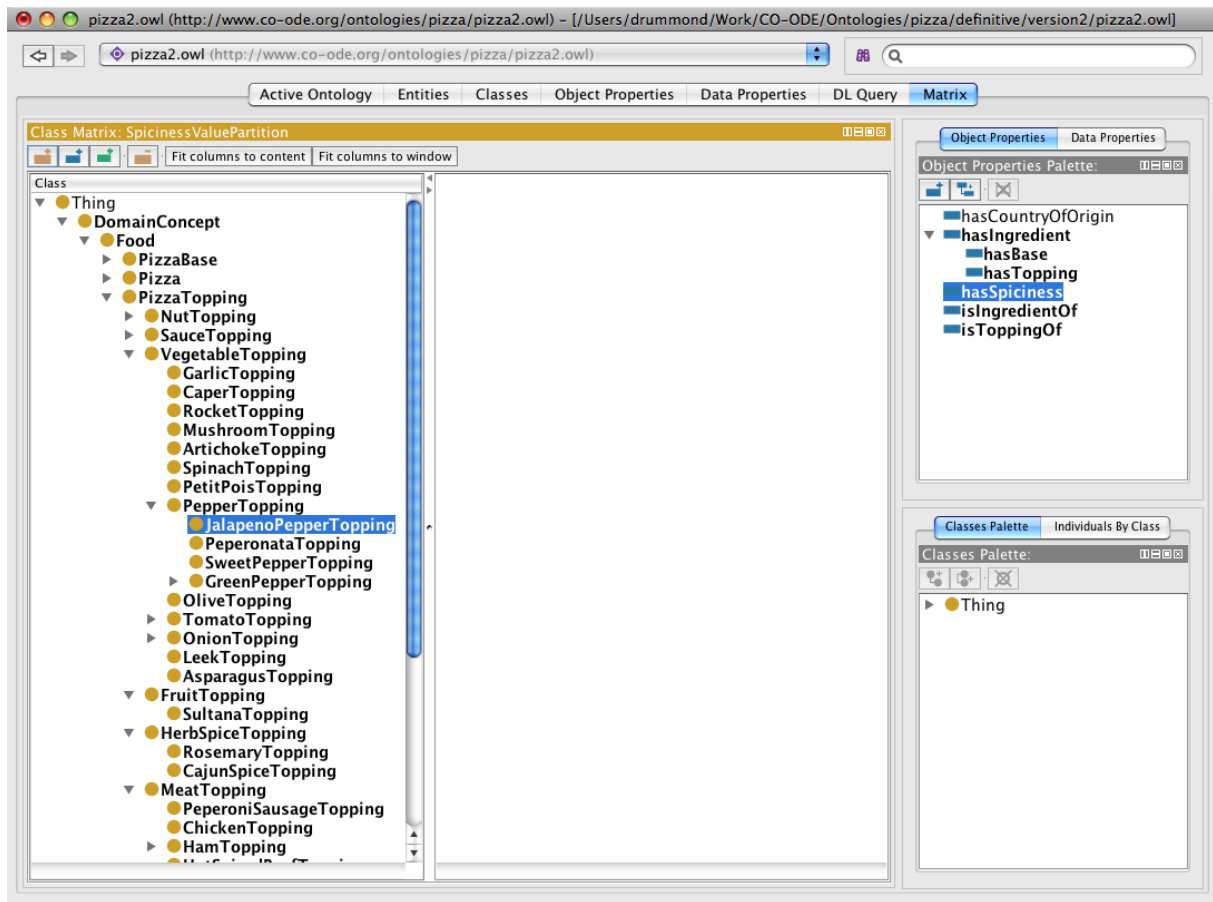 pizza2.owl (http://www.co-ode.org/ontologies/pizza/pizza2.owl) – [/Users/drummond/Work/CO-ODE/Ontologies/pizza/definitive/version2/pizza2.owl]
pizza2.owl (http://www.co-ode.org/ontologies/pizza/pizza2.owl)
Active Ontology Entities Classes Object Properties Data Properties DL Query Matrix
Class Matrix: SpicinessValuePartition
Fit columns to content Fit columns to window
Class
Thing
DomainConcept
Food
PizzaBase
Pizza
PizzaTopping
NutTopping
SauceTopping
VegetableTopping
GarlicTopping
CaperTopping
RocketTopping
MushroomTopping
ArtichokeTopping
SpinachTopping
PetitPoisTopping
PepperTopping
JalapenoPepperTopping
PeperonataTopping
SweetPepperTopping
GreenPepperTopping
OliveTopping
TomatoTopping
OnionTopping
LeekTopping
AsparagusTopping
FruitTopping
SultanaTopping
HerbSpiceTopping
RosemaryTopping
CajunSpiceTopping
MeatTopping
PeperoniSausageTopping
ChickenTopping
HamTopping
Object Properties Data Properties
Object Properties Palette:
hasCountryOfOrigin
hasIngredient
hasBase
hasTopping
hasSpiciness
isIngredientOf
isToppingOf
Classes Palette Individuals By Class
Classes Palette:
Thing